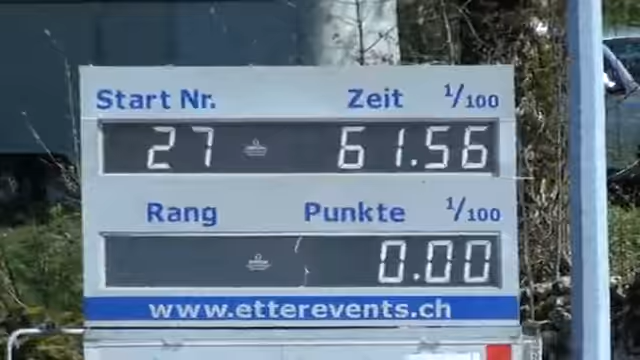 Start Nr. Zeit 1/100
27 61.56
Rang Punkte 1/100
0.00
www.etterevents.ch